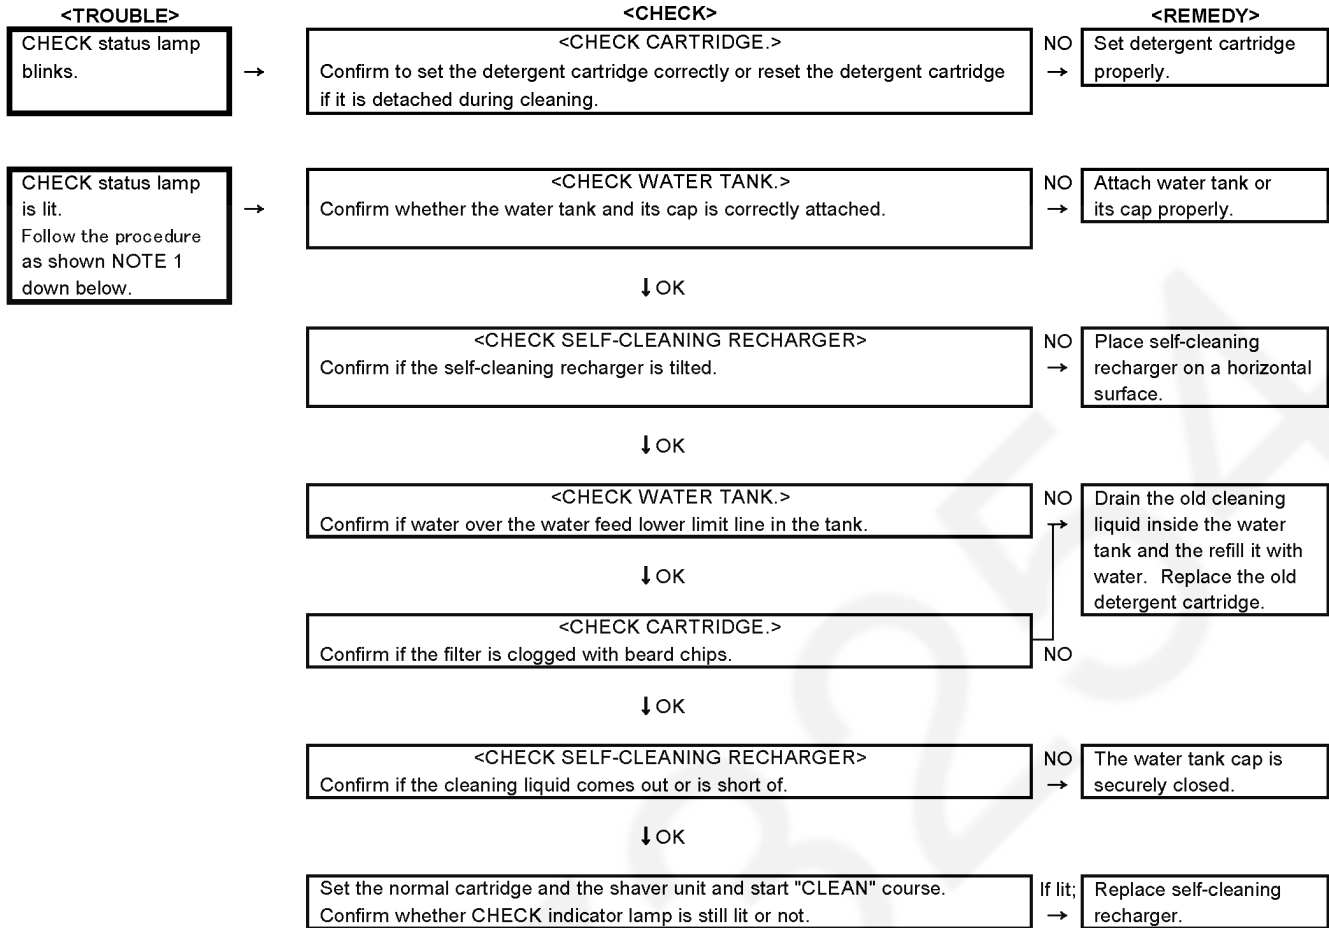 <TROUBLE>
<CHECK>
<REMEDY>
CHECK status lamp
blinks.
→
<CHECK CARTRIDGE.>
Confirm to set the detergent cartridge correctly or reset the detergent cartridge
if it is detached during cleaning.
NO
→
Set detergent cartridge
properly.
CHECK status lamp
is lit.
Follow the procedure
as shown NOTE 1
down below.
→
<CHECK WATER TANK.>
Confirm whether the water tank and its cap is correctly attached.
NO
→
Attach water tank or
its cap properly.
↓OK
<CHECK SELF-CLEANING RECHARGER>
Confirm if the self-cleaning recharger is tilted.
NO
→
Place self-cleaning
recharger on a horizontal
surface.
↓OK
<CHECK WATER TANK.>
Confirm if water over the water feed lower limit line in the tank.
NO
→
Drain the old cleaning
liquid inside the water
tank and the refill it with
water. Replace the old
detergent cartridge.
↓OK
<CHECK CARTRIDGE.>
Confirm if the filter is clogged with beard chips.
NO
↓OK
<CHECK SELF-CLEANING RECHARGER>
Confirm if the cleaning liquid comes out or is short of.
NO
→
The water tank cap is
securely closed.
↓OK
Set the normal cartridge and the shaver unit and start "CLEAN" course.
Confirm whether CHECK indicator lamp is still lit or not.
If lit;
→
Replace self-cleaning
recharger.